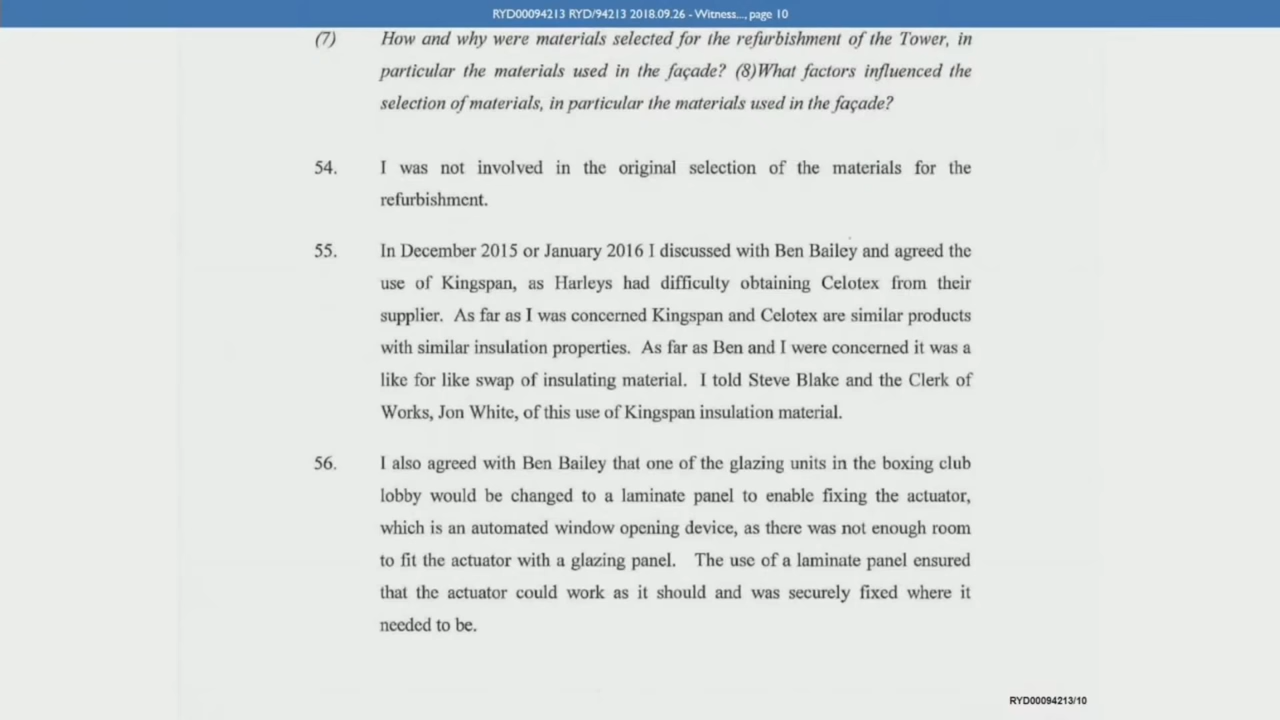 RYD00094213 RYD/94213 2018.09.26 - Witness..., page 10
(7) How and why were materials selected for the refurbishment of the Tower, in
particular the materials used in the façade? (8)What factors influenced the
selection of materials, in particular the materials used in the façade?
54. I was not involved in the original selection of the materials for the
refurbishment.
55. In December 2015 or January 2016 I discussed with Ben Bailey and agreed the
use of Kingspan, as Harleys had difficulty obtaining Celotex from their
supplier. As far as I was concerned Kingspan and Celotex are similar products
with similar insulation properties. As far as Ben and I were concerned it was a
like for like swap of insulating material. I told Steve Blake and the Clerk of
Works, Jon White, of this use of Kingspan insulation material.
56. I also agreed with Ben Bailey that one of the glazing units in the boxing club
lobby would be changed to a laminate panel to enable fixing the actuator,
which is an automated window opening device, as there was not enough room
to fit the actuator with a glazing panel. The use of a laminate panel ensured
that the actuator could work as it should and was securely fixed where it
needed to be.
RYD00094213/10